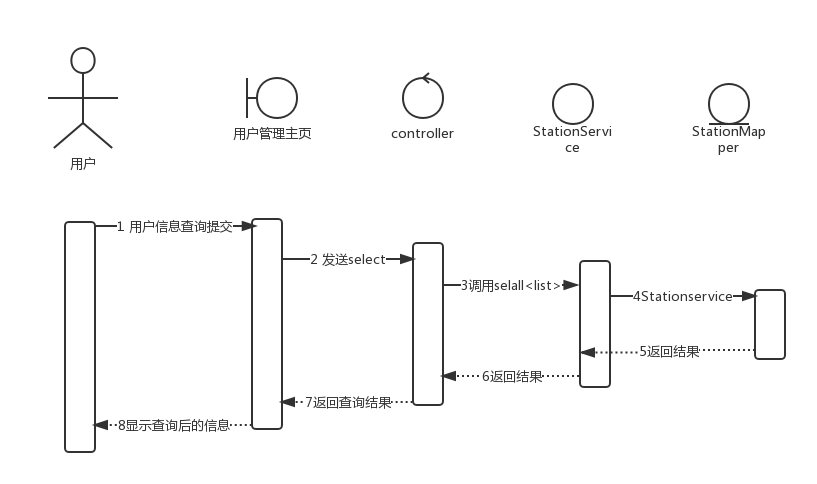 用户
用户管理主页
controller
StationServi
ce
StationMap
per
1 用户信息查询提交
2 发送select
3调用selall<list>
4Stationservice
5返回结果
6返回结果
7返回查询结果
8显示查询后的信息